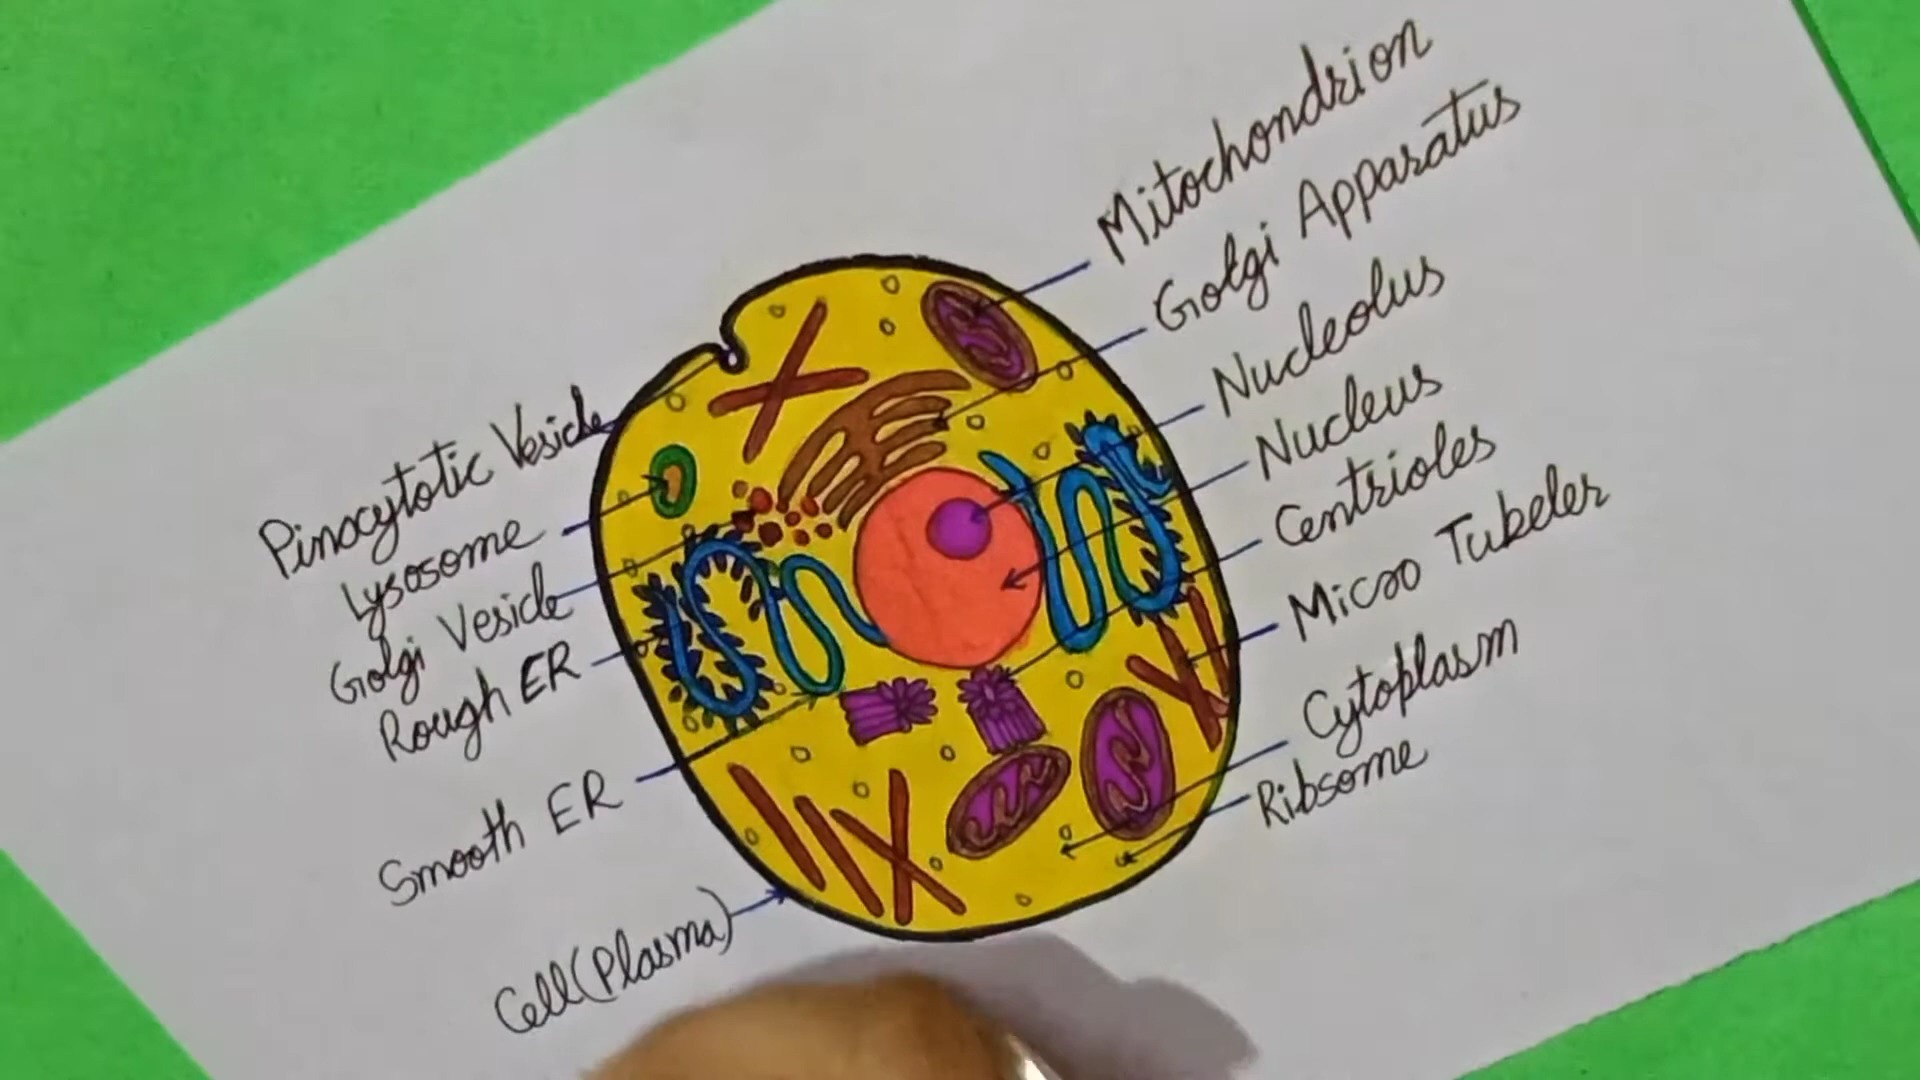 Mitochondrion
Golgi Apparatus
Nucleolus
Nucleus
Centrioles
Micro Tubeler
Cytoplasm
Ribsome
Pinocytotic Vesicle
Lysosome
Golgi Vesicle
Rough ER
Smooth ER
Cell(Plasma)